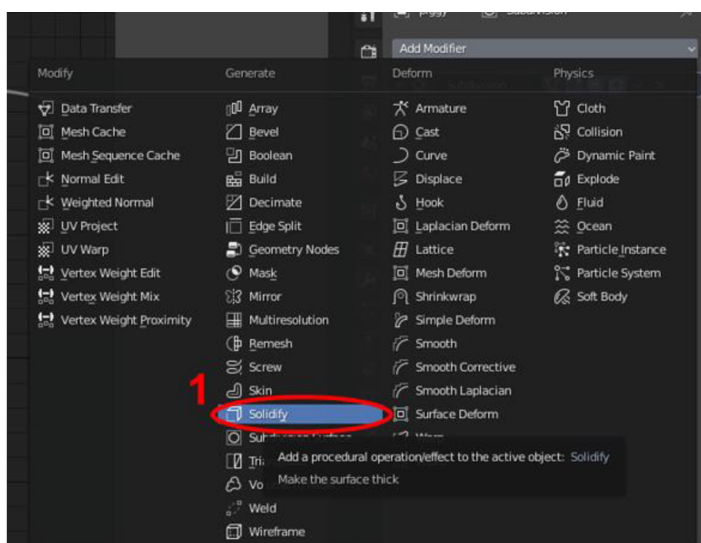 piggy
Add Modifier
Modify
Data Transfer
Mesh Cache
Mesh Sequence Cache
Normal Edit
Weighted Normal
UV Project
UV Warp
Vertex Weight Edit
Vertex Weight Mix
Vertex Weight Proximity
Generate
Array
Bevel
Boolean
Build
Decimate
Edge Split
Geometry Nodes
Mask
Mirror
Multiresolution
Remesh
Screw
Skin
1
Solidify
Weld
Wireframe
Deform
Armature
Cast
Curve
Displace
Hook
Laplacian Deform
Lattice
Mesh Deform
Shrinkwrap
Simple Deform
Smooth
Smooth Corrective
Smooth Laplacian
Surface Deform
Physics
Cloth
Collision
Dynamic Paint
Explode
Fluid
Ocean
Particle Instance
Particle System
Soft Body
Add a procedural operation/effect to the active object: Solidify
Make the surface thick